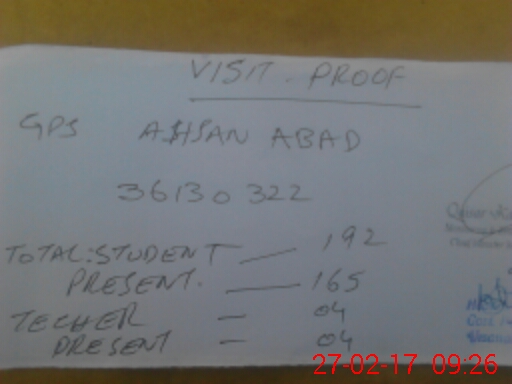 VISIT - PROOF
GPS AHSAN ABAD
36130322
TOTAL:STUDENT — 192
PRESENT. — 165
TECHER — 04
PRESENT — 04
27-02-17 09:26